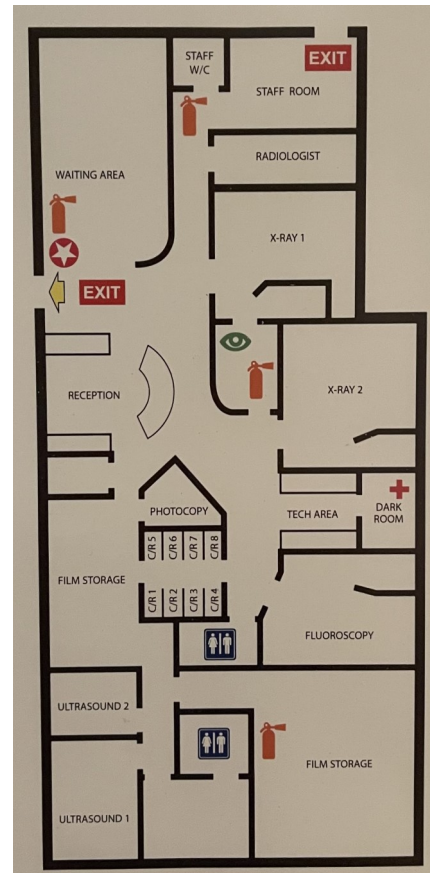 STAFF
W/C
EXIT
STAFF ROOM
RADIOLOGIST
WAITING AREA
X-RAY 1
EXIT
RECEPTION
X-RAY 2
PHOTOCOPY
TECH AREA
DARK
ROOM
C/R 5
C/R 6
C/R 7
C/R 8
FILM STORAGE
C/R 1
C/R 2
C/R 3
C/R 4
FLUOROSCOPY
ULTRASOUND 2
FILM STORAGE
ULTRASOUND 1